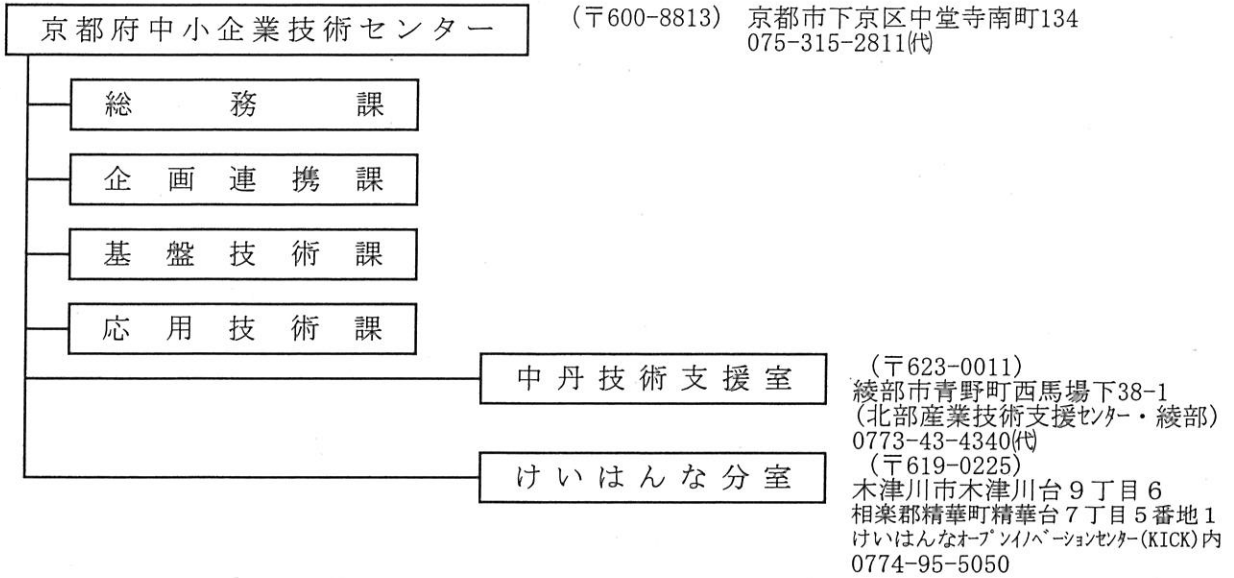 京都府中小企業技術センター
(〒600-8813) 京都市下京区中堂寺南町134
075-315-2811㈹
総務課
企画連携課
基盤技術課
応用技術課
中丹技術支援室
(〒623-0011)
綾部市青野町西馬場下38-1
(北部産業技術支援ｾﾝﾀｰ・綾部)
0773-43-4340㈹
けいはんな分室
(〒619-0225)
木津川市木津川台９丁目６
相楽郡精華町精華台７丁目５番地１
けいはんなｵｰﾌﾟﾝｲﾉﾍﾞｰｼｮﾝｾﾝﾀｰ(KICK)内
0774-95-5050